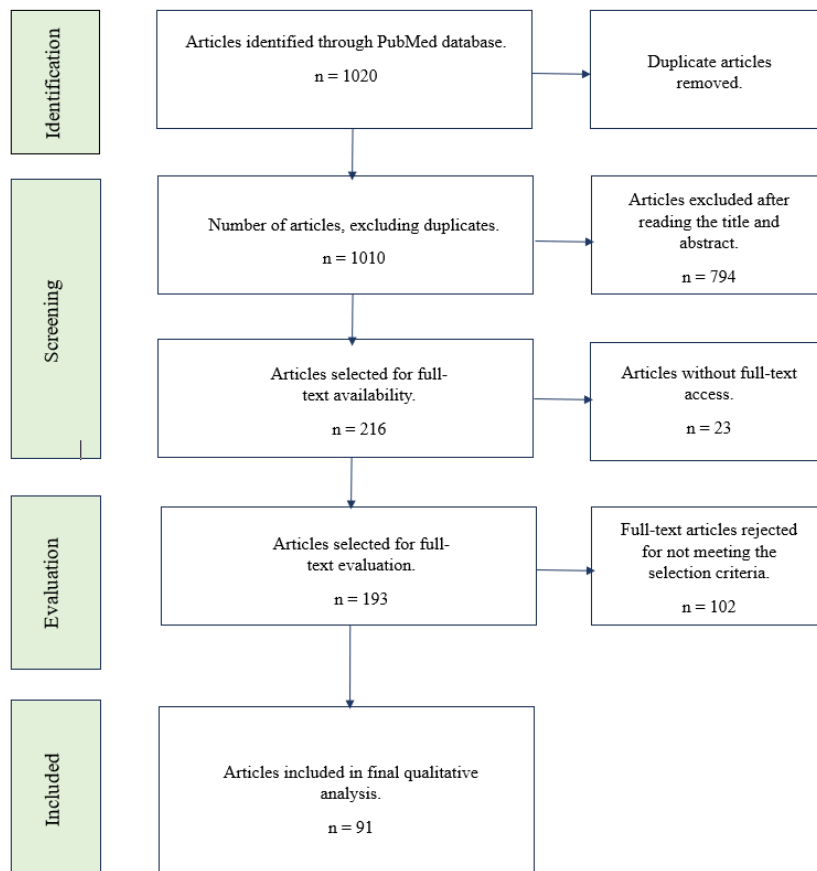 Identification
Articles identified through PubMed database.
n = 1020
Duplicate articles
removed.
Screening
Number of articles, excluding duplicates.
n = 1010
Articles excluded after
reading the title and
abstract.
n = 794
Articles selected for full-
text availability.
n = 216
Articles without full-text
access.
n = 23
Evaluation
Articles selected for full-
text evaluation.
n = 193
Full-text articles rejected
for not meeting the
selection criteria.
n = 102
Included
Articles included in final qualitative
analysis.
n = 91